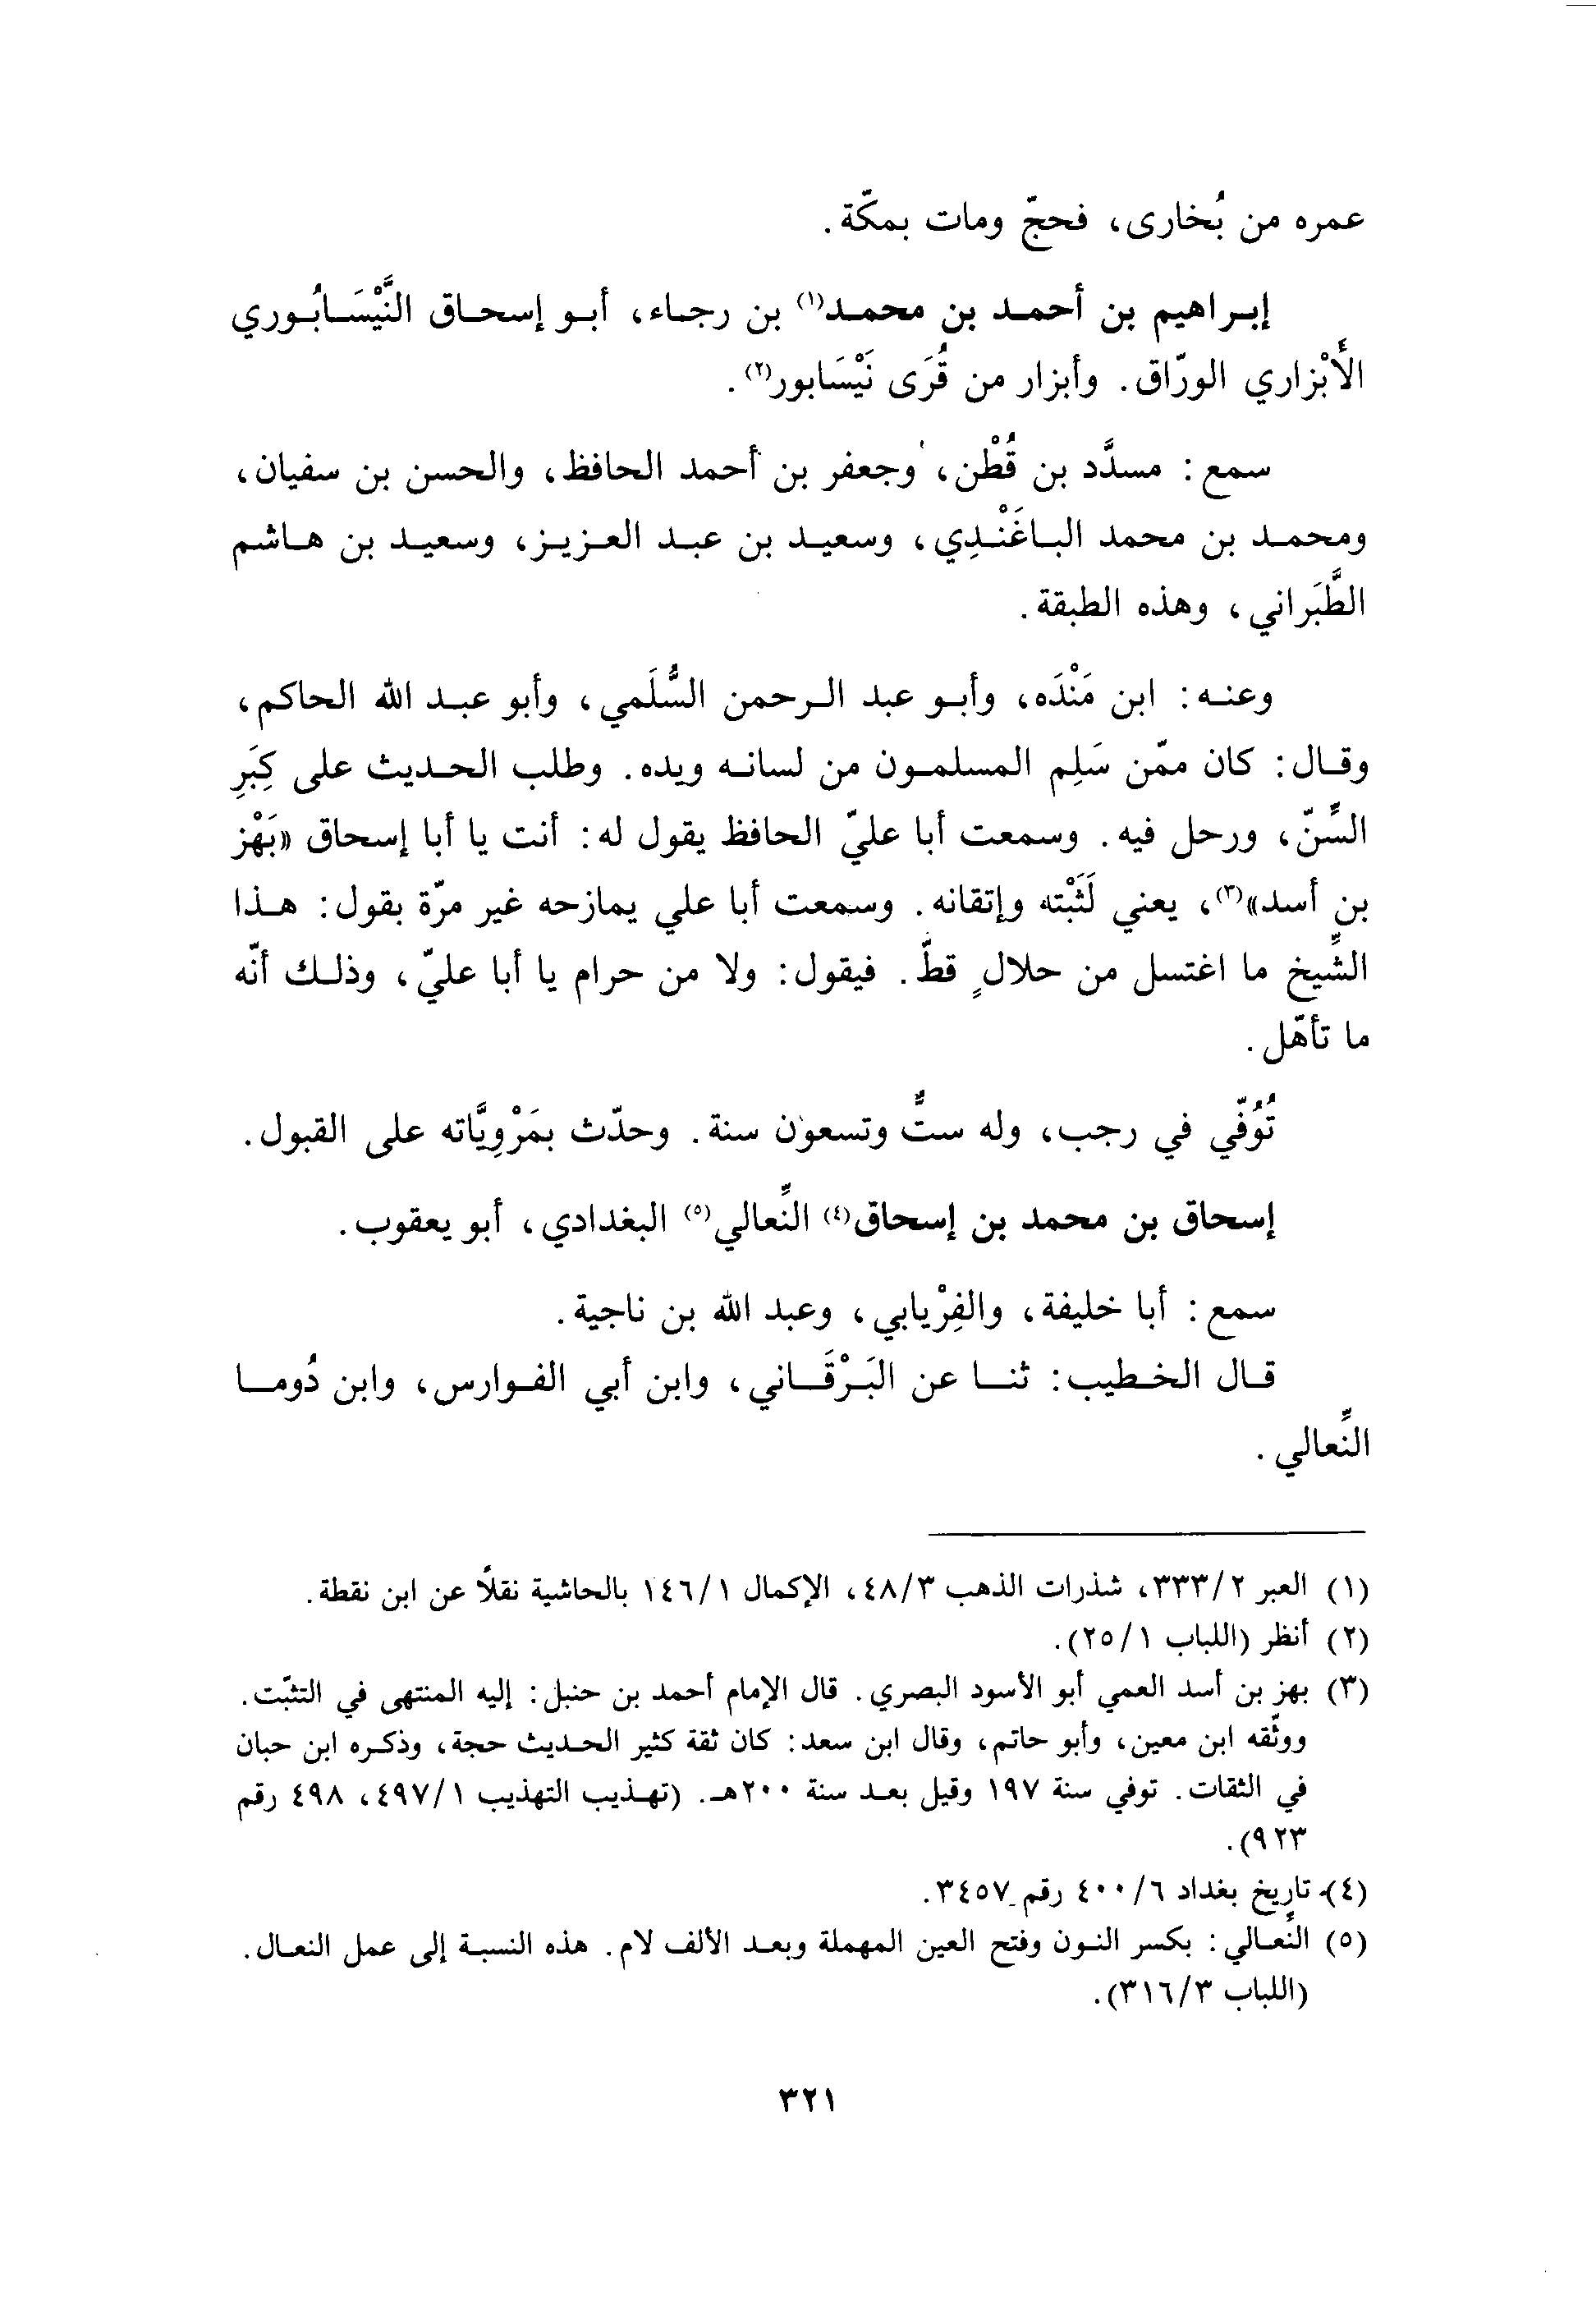 عمره من بُخارى، فحجّ ومات بمكّة.
إبراهيم بن أحمد بن محمد(١) بن رجاء، أبو إسحاق النَّيْسَابُوري
الأَبْزاري الورّاق. وأبزار من قُرَى نَيْسَابور(٢).
سمع: مسدَّد بن قُطْن، وجعفر بن أحمد الحافظ، والحسن بن سفيان،
ومحمد بن محمد الباغَنْدِي، وسعيد بن عبد العزيز، وسعيد بن هاشم
الطَّبَراني، وهذه الطبقة.
وعنه: ابن مَنْدَه، وأبو عبد الرحمن السُّلَمي، وأبو عبد الله الحاكم،
وقال: كان ممّن سَلِم المسلمون من لسانه ويده. وطلب الحديث على كِبَرِ
السِّنّ، ورحل فيه. وسمعت أبا عليّ الحافظ يقول له: أنت يا أبا إسحاق «بَهْز
بن أسد»(٣)، يعني لَثَبْته وإتقانه. وسمعت أبا علي يمازحه غير مرّة بقول: هذا
الشِّيخ ما اغتسل من حلالٍ قطّ. فيقول: ولا من حرام يا أبا عليّ، وذلك أنّه
ما تأهّل.
تُوُفّي في رجب، وله ستٌّ وتسعون سنة. وحدّث بمَرْوِيَّاته على القبول.
إسحاق بن محمد بن إسحاق(٤) النِّعالي(٥) البغدادي، أبو يعقوب.
سمع: أبا خليفة، والفِرْيابي، وعبد الله بن ناجية.
قال الخطيب: ثنا عن البَرْقَاني، وابن أبي الفوارس، وابن دُوما
النِّعالي.
(١) العبر ٣٣٣/٢، شذرات الذهب ٤٨/٣، الإكمال ١٤٦/١ بالحاشية نقلاً عن ابن نقطة.
(٢) أنظر (اللباب ٢٥/١).
(٣) بهز بن أسد العمي أبو الأسود البصري. قال الإمام أحمد بن حنبل: إليه المنتهى في التثبّت.
ووثّقه ابن معين، وأبو حاتم، وقال ابن سعد: كان ثقة كثير الحديث حجة، وذكره ابن حبان
في الثقات. توفي سنة ١٩٧ وقيل بعد سنة ٢٠٠هـ. (تهذيب التهذيب ٤٩٧/١، ٤٩٨ رقم
٩٢٣).
(٤) تاريخ بغداد ٤٠٠/٦ رقم ٣٤٥٧.
(٥) النِّعالي: بكسر النون وفتح العين المهملة وبعد الألف لام. هذه النسبة إلى عمل النعال.
(اللباب ٣١٦/٣).
٣٢١